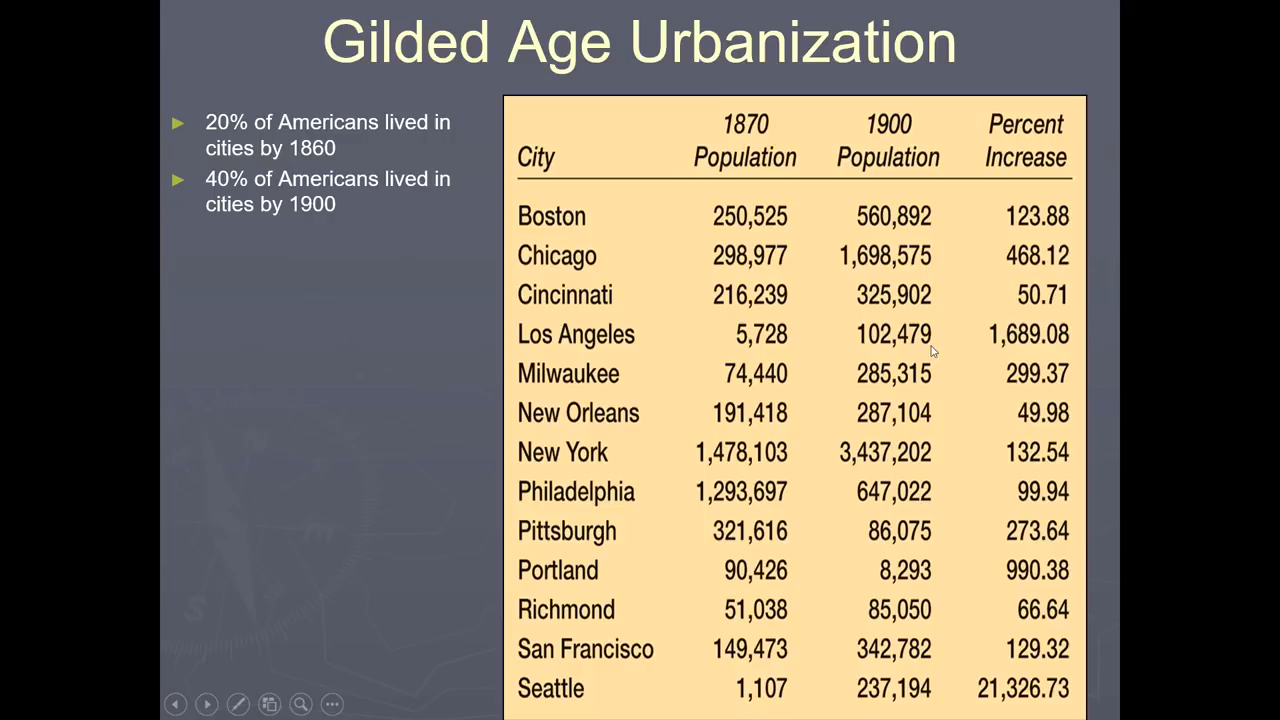 Gilded Age Urbanization
20% of Americans lived in
cities by 1860
40% of Americans lived in
cities by 1900
City 1870 Population 1900 Population Percent Increase
Boston 250,525 560,892 123.88
Chicago 298,977 1,698,575 468.12
Cincinnati 216,239 325,902 50.71
Los Angeles 5,728 102,479 1,689.08
Milwaukee 74,440 285,315 299.37
New Orleans 191,418 287,104 49.98
New York 1,478,103 3,437,202 132.54
Philadelphia 1,293,697 647,022 99.94
Pittsburgh 321,616 86,075 273.64
Portland 90,426 8,293 990.38
Richmond 51,038 85,050 66.64
San Francisco 149,473 342,782 129.32
Seattle 1,107 237,194 21,326.73